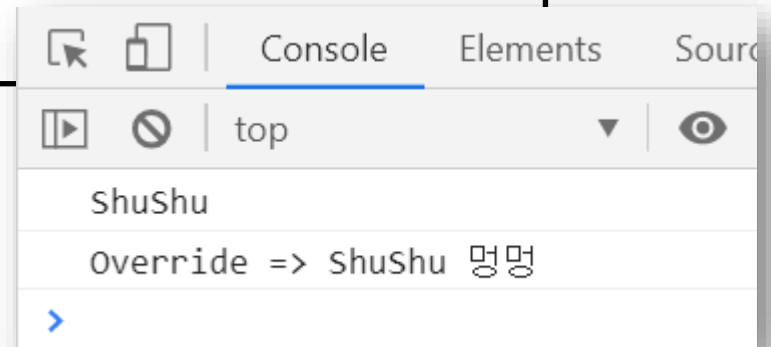 Console Elements Sourc
top
ShuShu
Override => ShuShu 멍멍
>